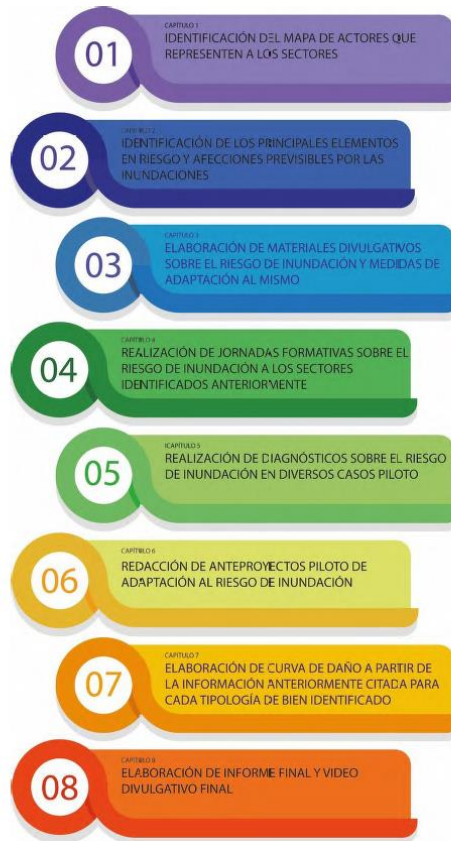 01
CAPÍTULO 1
IDENTIFICACIÓN DEL MAPA DE ACTORES QUE
REPRESENTEN A LOS SECTORES
02
CAPÍTULO 2
IDENTIFICACIÓN DE LOS PRINCIPALES ELEMENTOS
EN RIESGO Y AFECCIONES PREVISIBLES POR LAS
INUNDACIONES
03
CAPÍTULO 3
ELABORACIÓN DE MATERIALES DIVULGATIVOS
SOBRE EL RIESGO DE INUNDACIÓN Y MEDIDAS DE
ADAPTACIÓN AL MISMO
04
CAPÍTULO 4
REALIZACIÓN DE JORNADAS FORMATIVAS SOBRE EL
RIESGO DE INUNDACIÓN A LOS SECTORES
IDENTIFICADOS ANTERIORMENTE
05
CAPÍTULO 5
REALIZACIÓN DE DIAGNÓSTICOS SOBRE EL RIESGO
DE INUNDACIÓN EN DIVERSOS CASOS PILOTO
06
CAPÍTULO 6
REDACCIÓN DE ANTEPROYECTOS PILOTO DE
ADAPTACIÓN AL RIESGO DE INUNDACIÓN
07
CAPÍTULO 7
ELABORACIÓN DE CURVA DE DAÑO A PARTIR DE
LA INFORMACIÓN ANTERIORMENTE CITADA PARA
CADA TIPOLOGÍA DE BIEN IDENTIFICADO
08
CAPÍTULO 8
ELABORACIÓN DE INFORME FINAL Y VIDEO
DIVULGATIVO FINAL